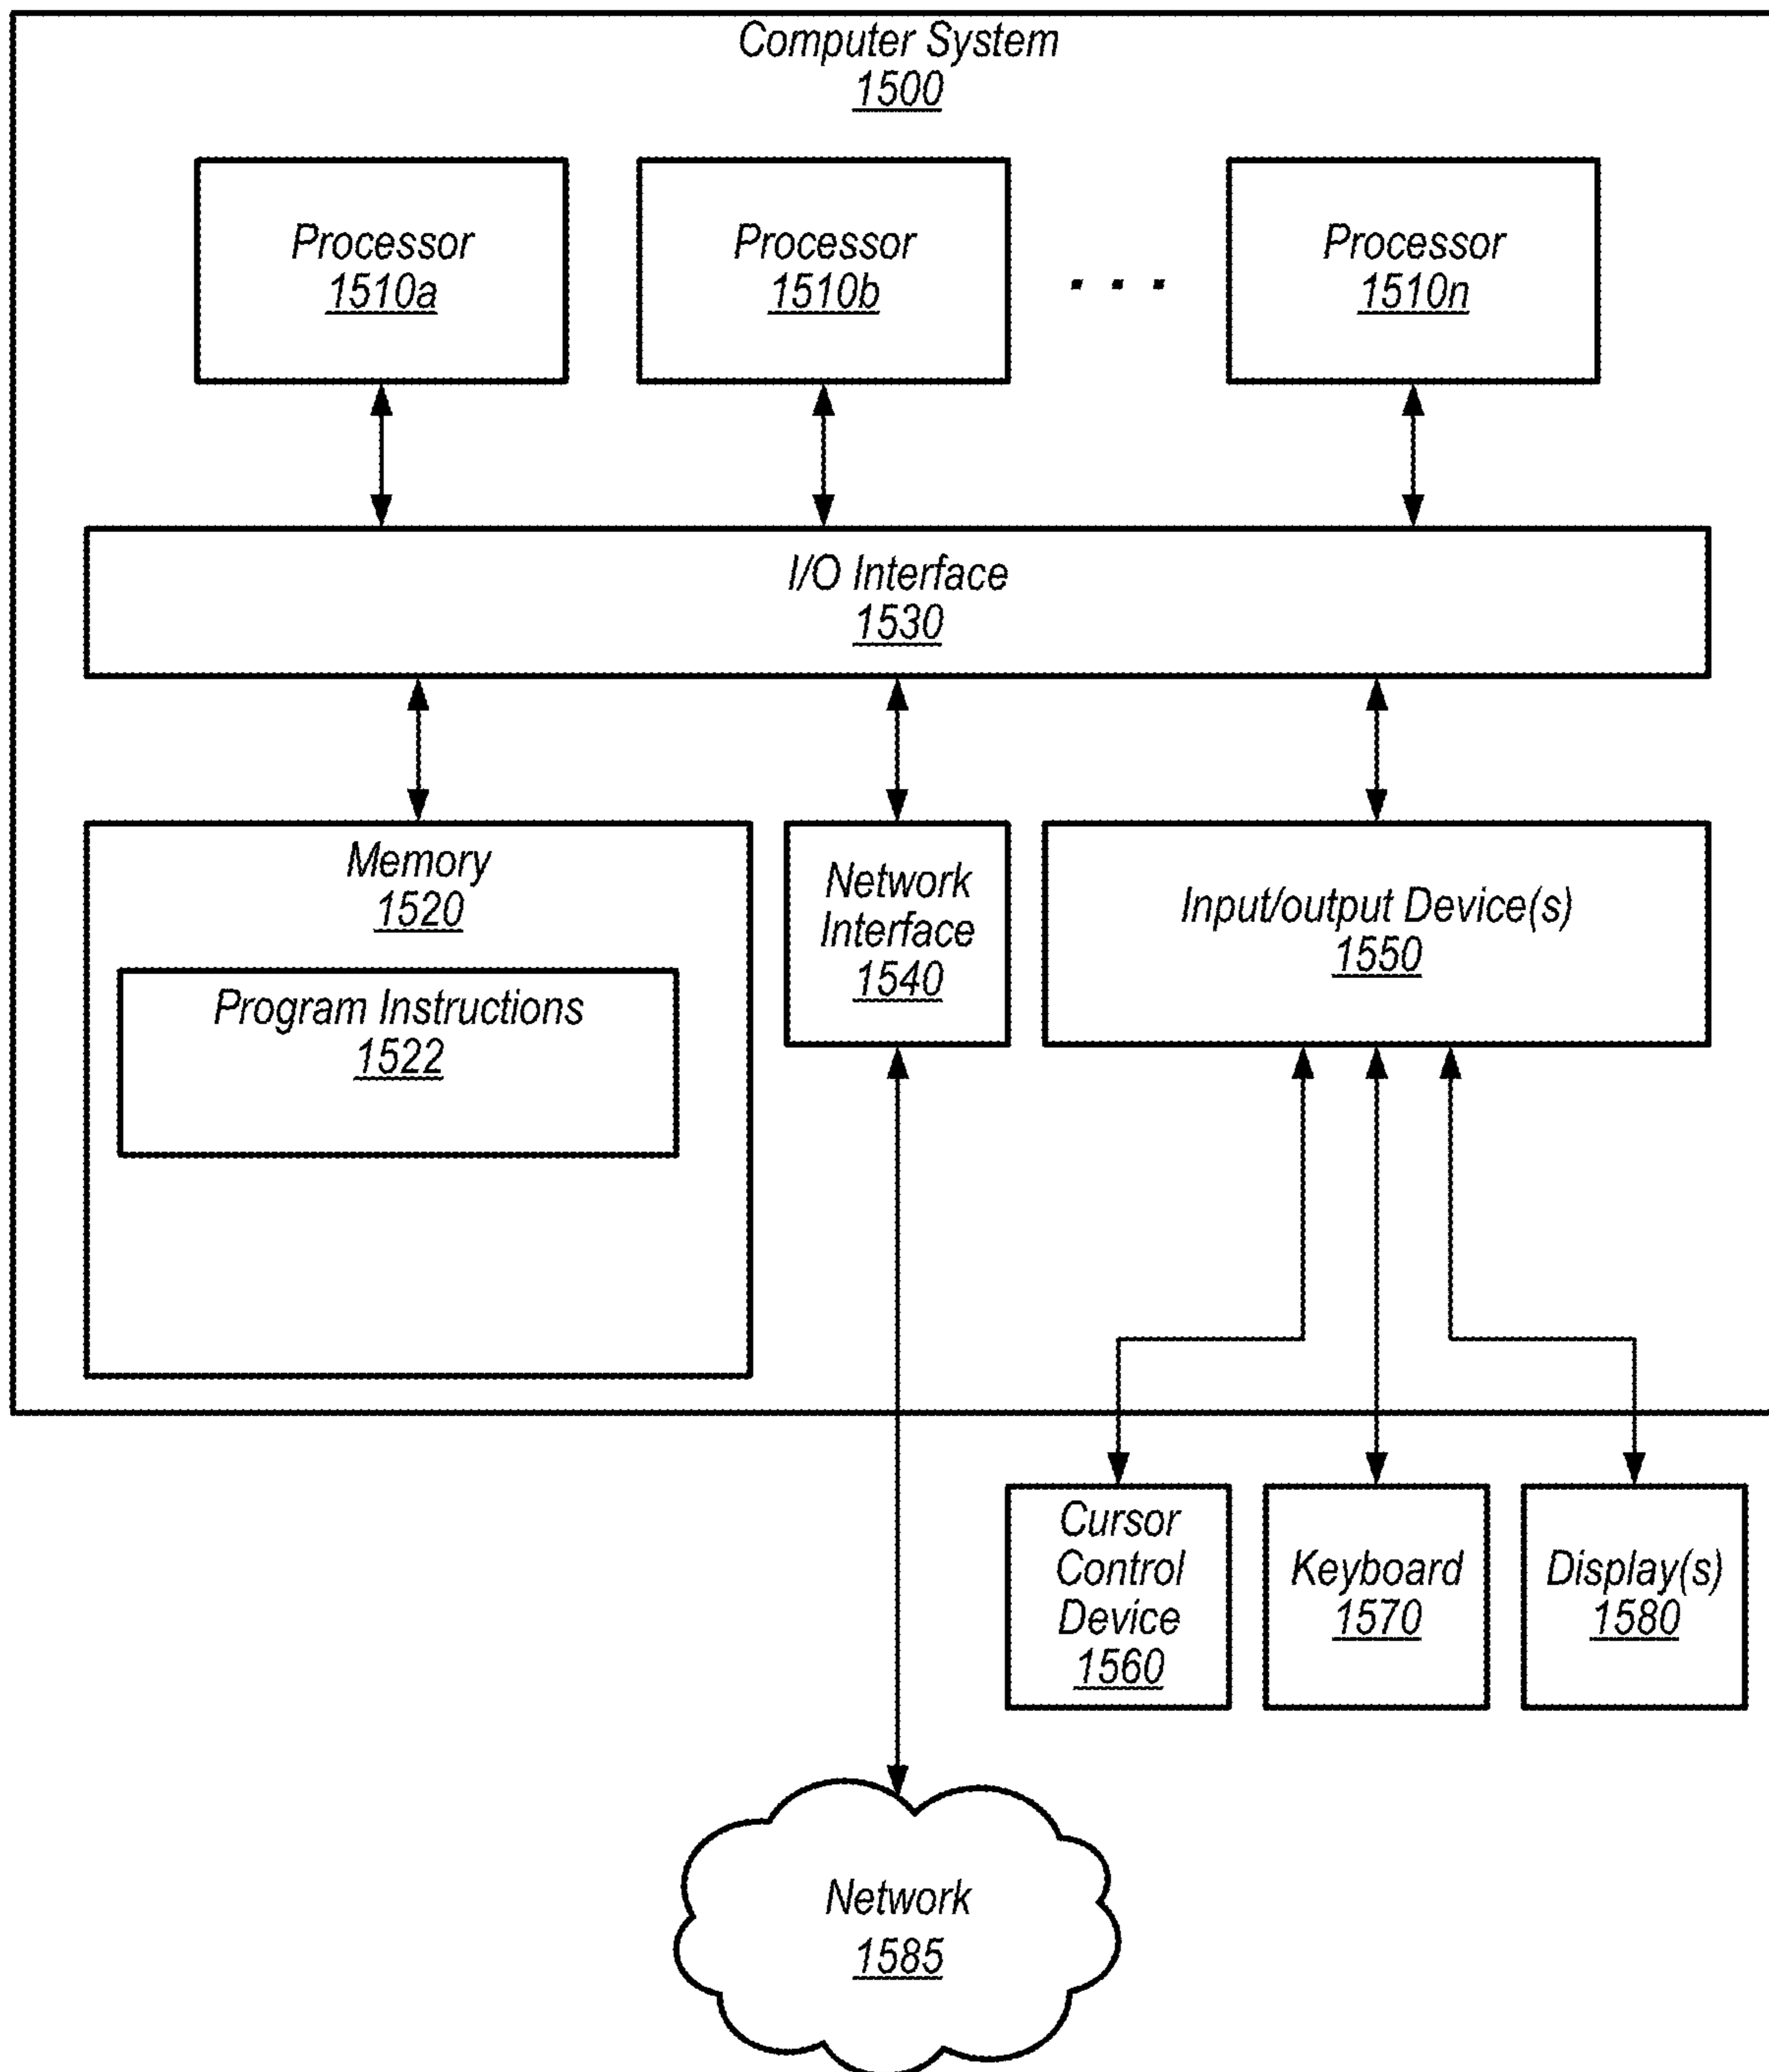 Computer System
1500
Processor
1510a
Processor
1510b
. . .
Processor
1510n
I/O Interface
1530
Memory
1520
Program Instructions
1522
Network
Interface
1540
Input/output Device(s)
1550
Cursor
Control
Device
1560
Keyboard
1570
Display(s)
1580
Network
1585